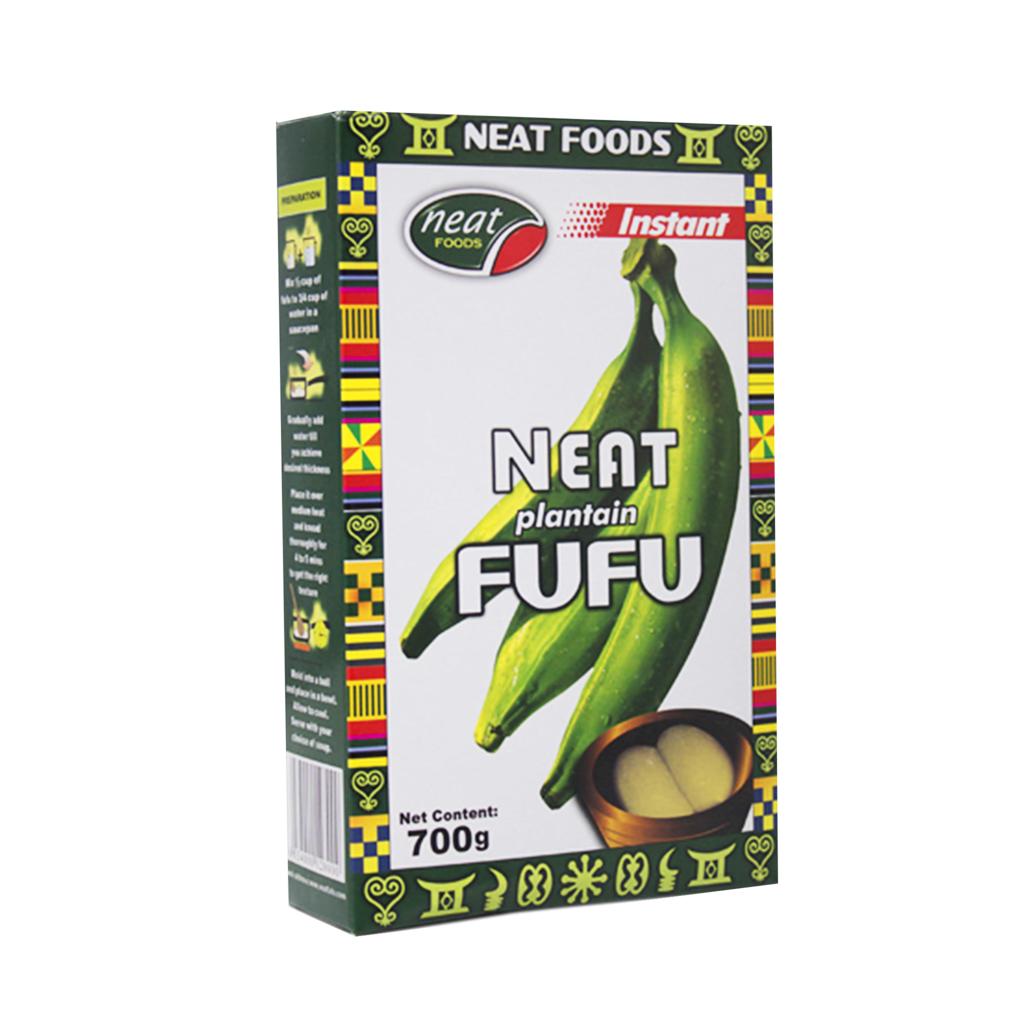 NEAT FOODS
neat
FOODS
Instant
NEAT
plantain
FUFU
Net Content:
700g
PREPARATION
Mix ½ cup of
fufu to 3/4 cup of
water in a
saucepan
Gradually add
water till
you achieve
desired thickness
Place it over
medium heat
and knead
thoroughly for
4 to 5 mins
to get the right
texture
Mold into a ball
and place in a bowl.
Allow to cool.
Serve with your
choice of soup.